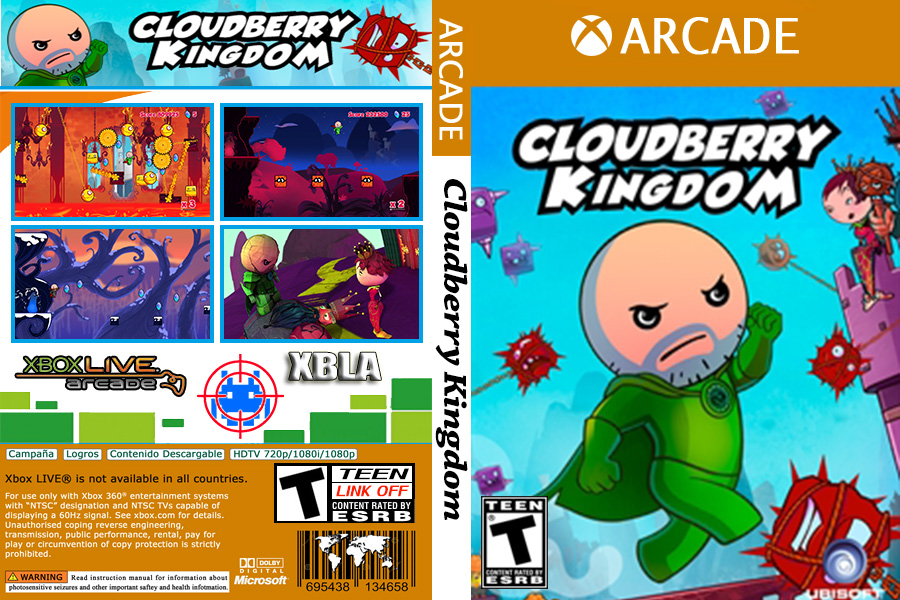 CLOUDBERRY
KINGDOM
x 3
x 2
XBOX LIVE
arcade
XBLA
Campaña
Logros
Contenido Descargable
HDTV 720p/1080i/1080p
Xbox LIVE® is not available in all countries.
For use only with Xbox 360® entertainment systems
with "NTSC" designation and NTSC TVs capable of
displaying a 60Hz signal. See xbox.com for details.
Unauthorised coping reverse engineering,
transmission, public performance, rental, pay for
play or circumvention of copy protection is strictly
prohibited.
WARNING Read instruction manual for information about
photosensitive seizures and other important saftey and health infotmation.
T
TEEN
LINK OFF
CONTENT RATED BY
ESRB
DOLBY
DIGITAL
Microsoft
695438 134658
ARCADE
Cloudberry Kingdom
ARCADE
CLOUDBERRY
KINGDOM
TEEN
T
CONTENT RATED BY
ESRB
UBISOFT